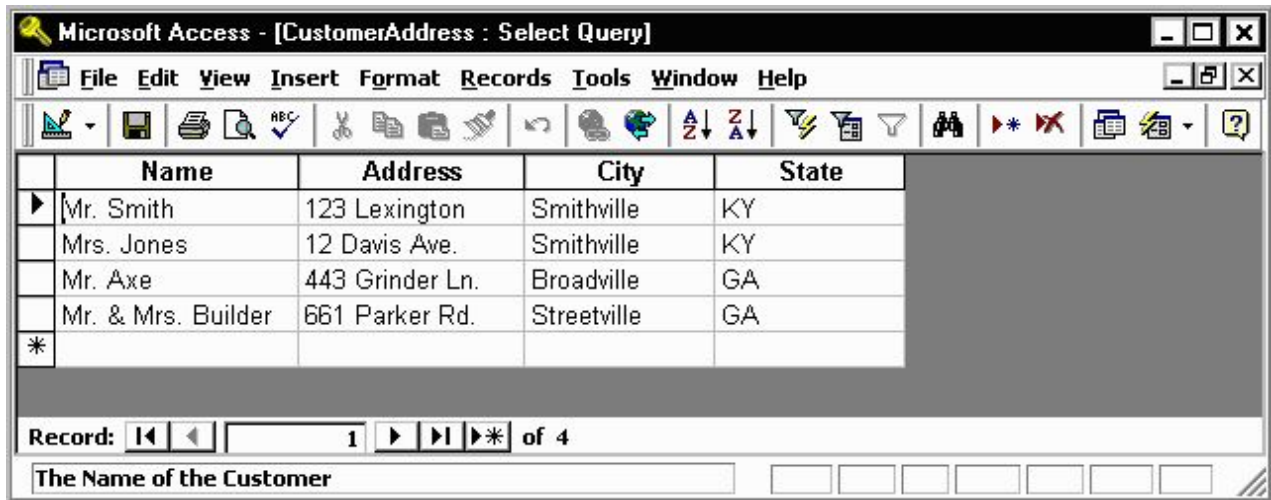 Microsoft Access - [CustomerAddress : Select Query]
File Edit View Insert Format Records Tools Window Help
ABC A Z Z A
Name Address City State
Mr. Smith 123 Lexington Smithville KY
Mrs. Jones 12 Davis Ave. Smithville KY
Mr. Axe 443 Grinder Ln. Broadville GA
Mr. & Mrs. Builder 661 Parker Rd. Streetville GA
Record: 1 of 4
The Name of the Customer